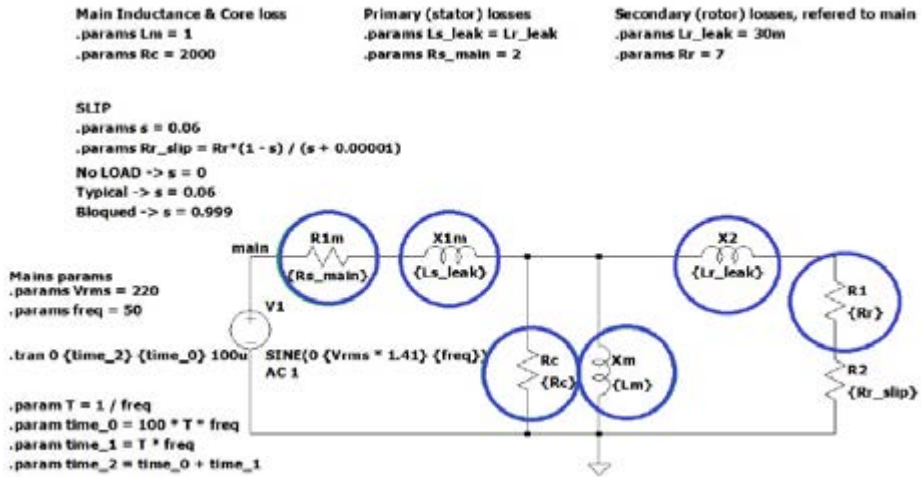 Main Inductance & Core loss
.params Lm = 1
.params Rc = 2000
Primary (stator) losses
.params Ls_leak = Lr_leak
.params Rs_main = 2
Secondary (rotor) losses, refered to main
.params Lr_leak = 30m
.params Rr = 7
SLIP
.params s = 0.06
.params Rr_slip = Rr*(1 - s) / (s + 0.00001)
No LOAD -> s = 0
Typical -> s = 0.06
Bloqued -> s = 0.999
main
R1m
{Rs_main}
X1m
{Ls_leak}
X2
{Lr_leak}
R1
{Rr}
Mains params
.params Vrms = 220
.params freq = 50
V1
.tran 0 {time_2} {time_0} 100u
SINE(0 {Vrms * 1.41} {freq})
AC 1
Rc
{Rc}
Xm
{Lm}
R2
{Rr_slip}
.param T = 1 / freq
.param time_0 = 100 * T * freq
.param time_1 = T * freq
.param time_2 = time_0 + time_1